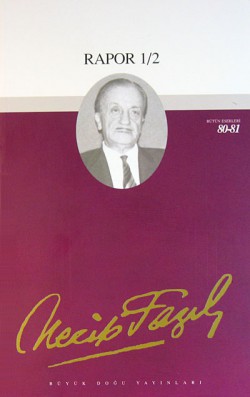 RAPOR 1/2
BÜTÜN ESERLERİ
80-81
Necip Fazıl
BÜYÜK DOĞU YAYINLARI